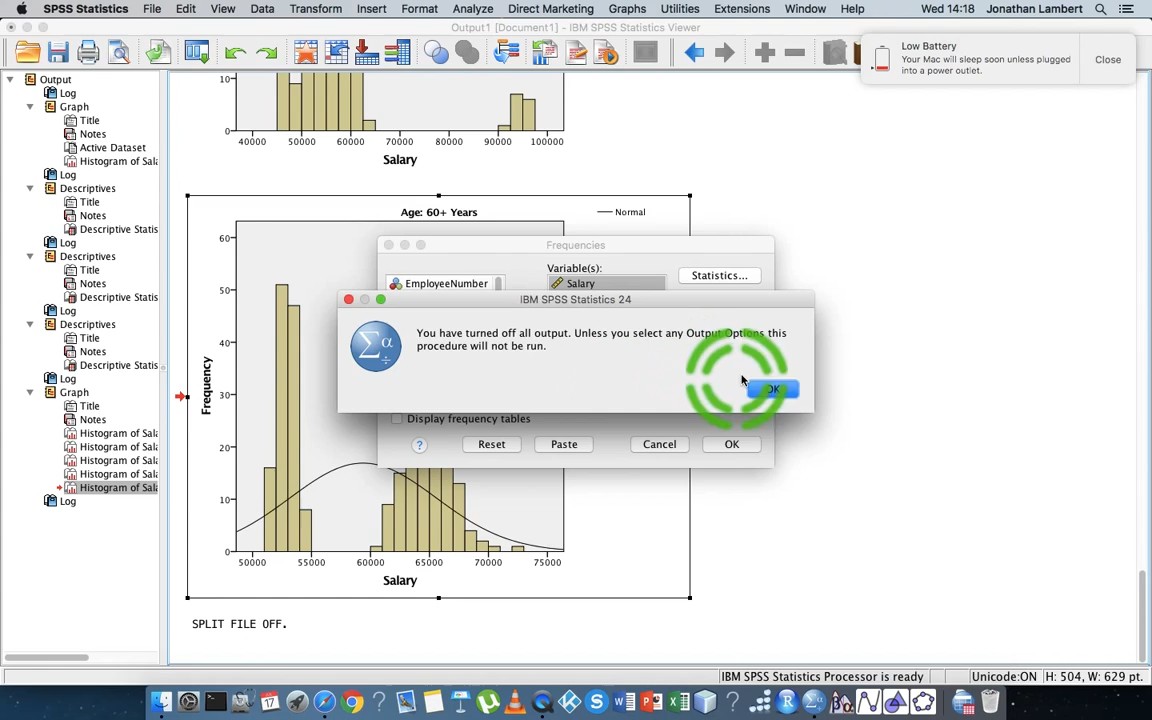 SPSS Statistics File Edit View Data Transform Insert Format Analyze Direct Marketing Graphs Utilities Extensions Window Help Wed 14:18 Jonathan Lambert
Output1 [Document1] - IBM SPSS Statistics Viewer
Low Battery
Your Mac will sleep soon unless plugged
into a power outlet.
Close
Output
Log
Graph
Title
Notes
Active Dataset
Histogram of Sala
Log
Descriptives
Title
Notes
Descriptive Statis
Log
Descriptives
Title
Notes
Descriptive Statis
Log
Descriptives
Title
Notes
Descriptive Statis
Log
Graph
Title
Notes
Histogram of Sala
Histogram of Sala
Histogram of Sala
Histogram of Sala
Histogram of Sala
Log
10
0
40000 50000 60000 70000 80000 90000 100000
Salary
Age: 60+ Years
Normal
60
50
40
30
20
10
0
Frequency
50000 55000 60000 65000 70000 75000
Salary
SPLIT FILE OFF.
Frequencies
Variable(s):
EmployeeNumber
Salary
Statistics...
IBM SPSS Statistics 24
You have turned off all output. Unless you select any Output Options this
procedure will not be run.
OK
Display frequency tables
? Reset Paste Cancel OK
IBM SPSS Statistics Processor is ready Unicode:ON H: 504, W: 629 pt.